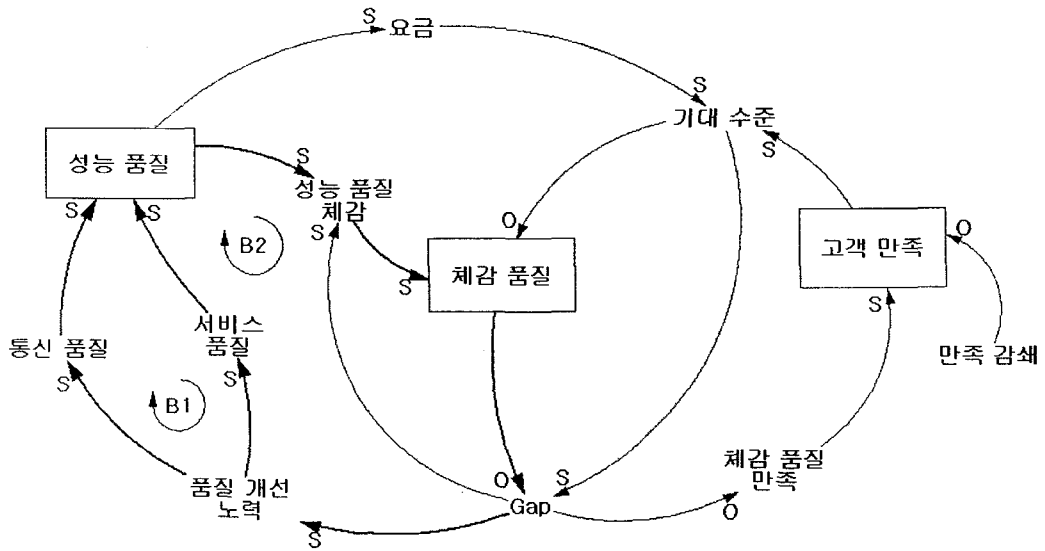 S
요금
S
기대 수준
S
성능 품질
S
성능 품질
체감
S
S
S
B2
O
체감 품질
S
고객 만족
O
S
만족 감쇄
서비스
품질
통신 품질
S
S
B1
품질 개선
노력
O
S
Gap
체감 품질
만족
O
S